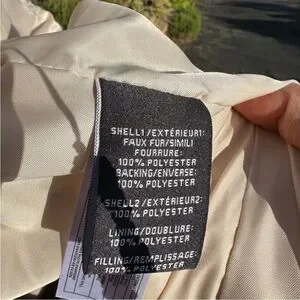 SHELL1/EXTÉRIEUR1:
FAUX FUR/SIMILI
FOURRURE:
100% POLYESTER
BACKING/ENVERSE:
100% POLYESTER
SHELL2/EXTÉRIEUR2:
100% POLYESTER
LINING/DOUBLURE:
100% POLYESTER
FILLING/REMPLISSAGE:
100% POLYESTER